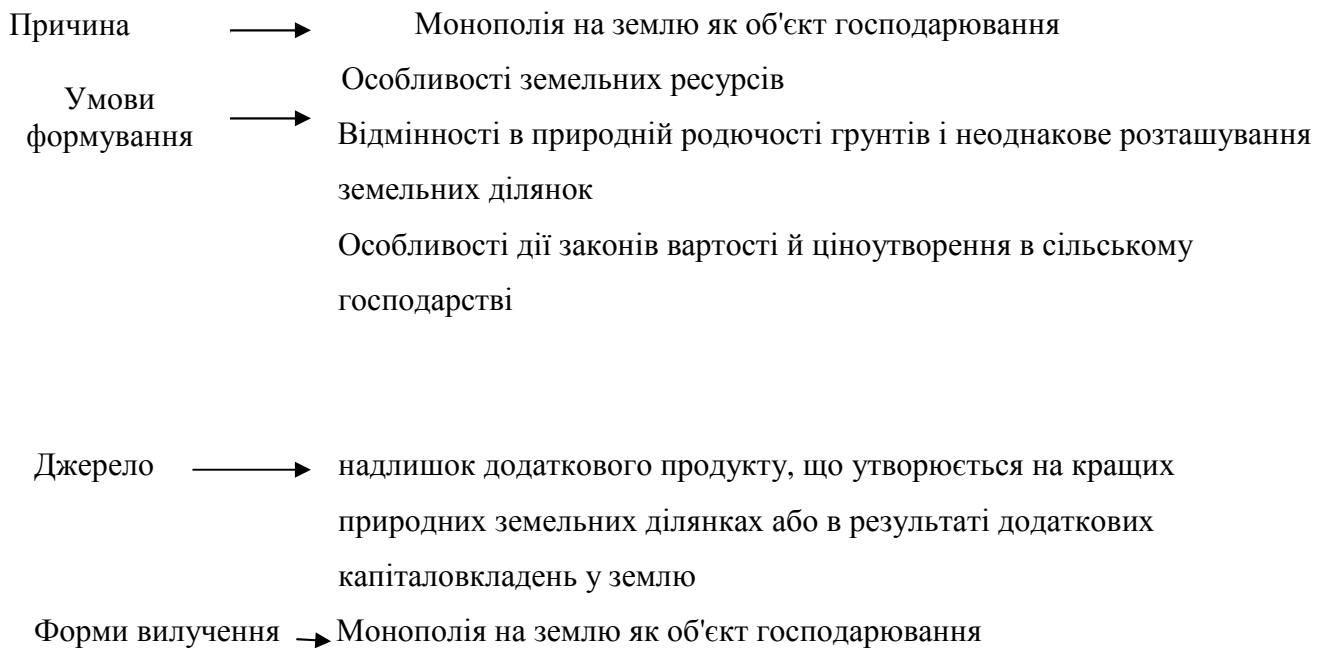 Причина Монополія на землю як об'єкт господарювання
Умови формування
Особливості земельних ресурсів
Відмінності в природній родючості грунтів і неоднакове розташування
земельних ділянок
Особливості дії законів вартості й ціноутворення в сільському
господарстві
Джерело надлишок додаткового продукту, що утворюється на кращих
природних земельних ділянках або в результаті додаткових
капіталовкладень у землю
Форми вилучення Монополія на землю як об'єкт господарювання